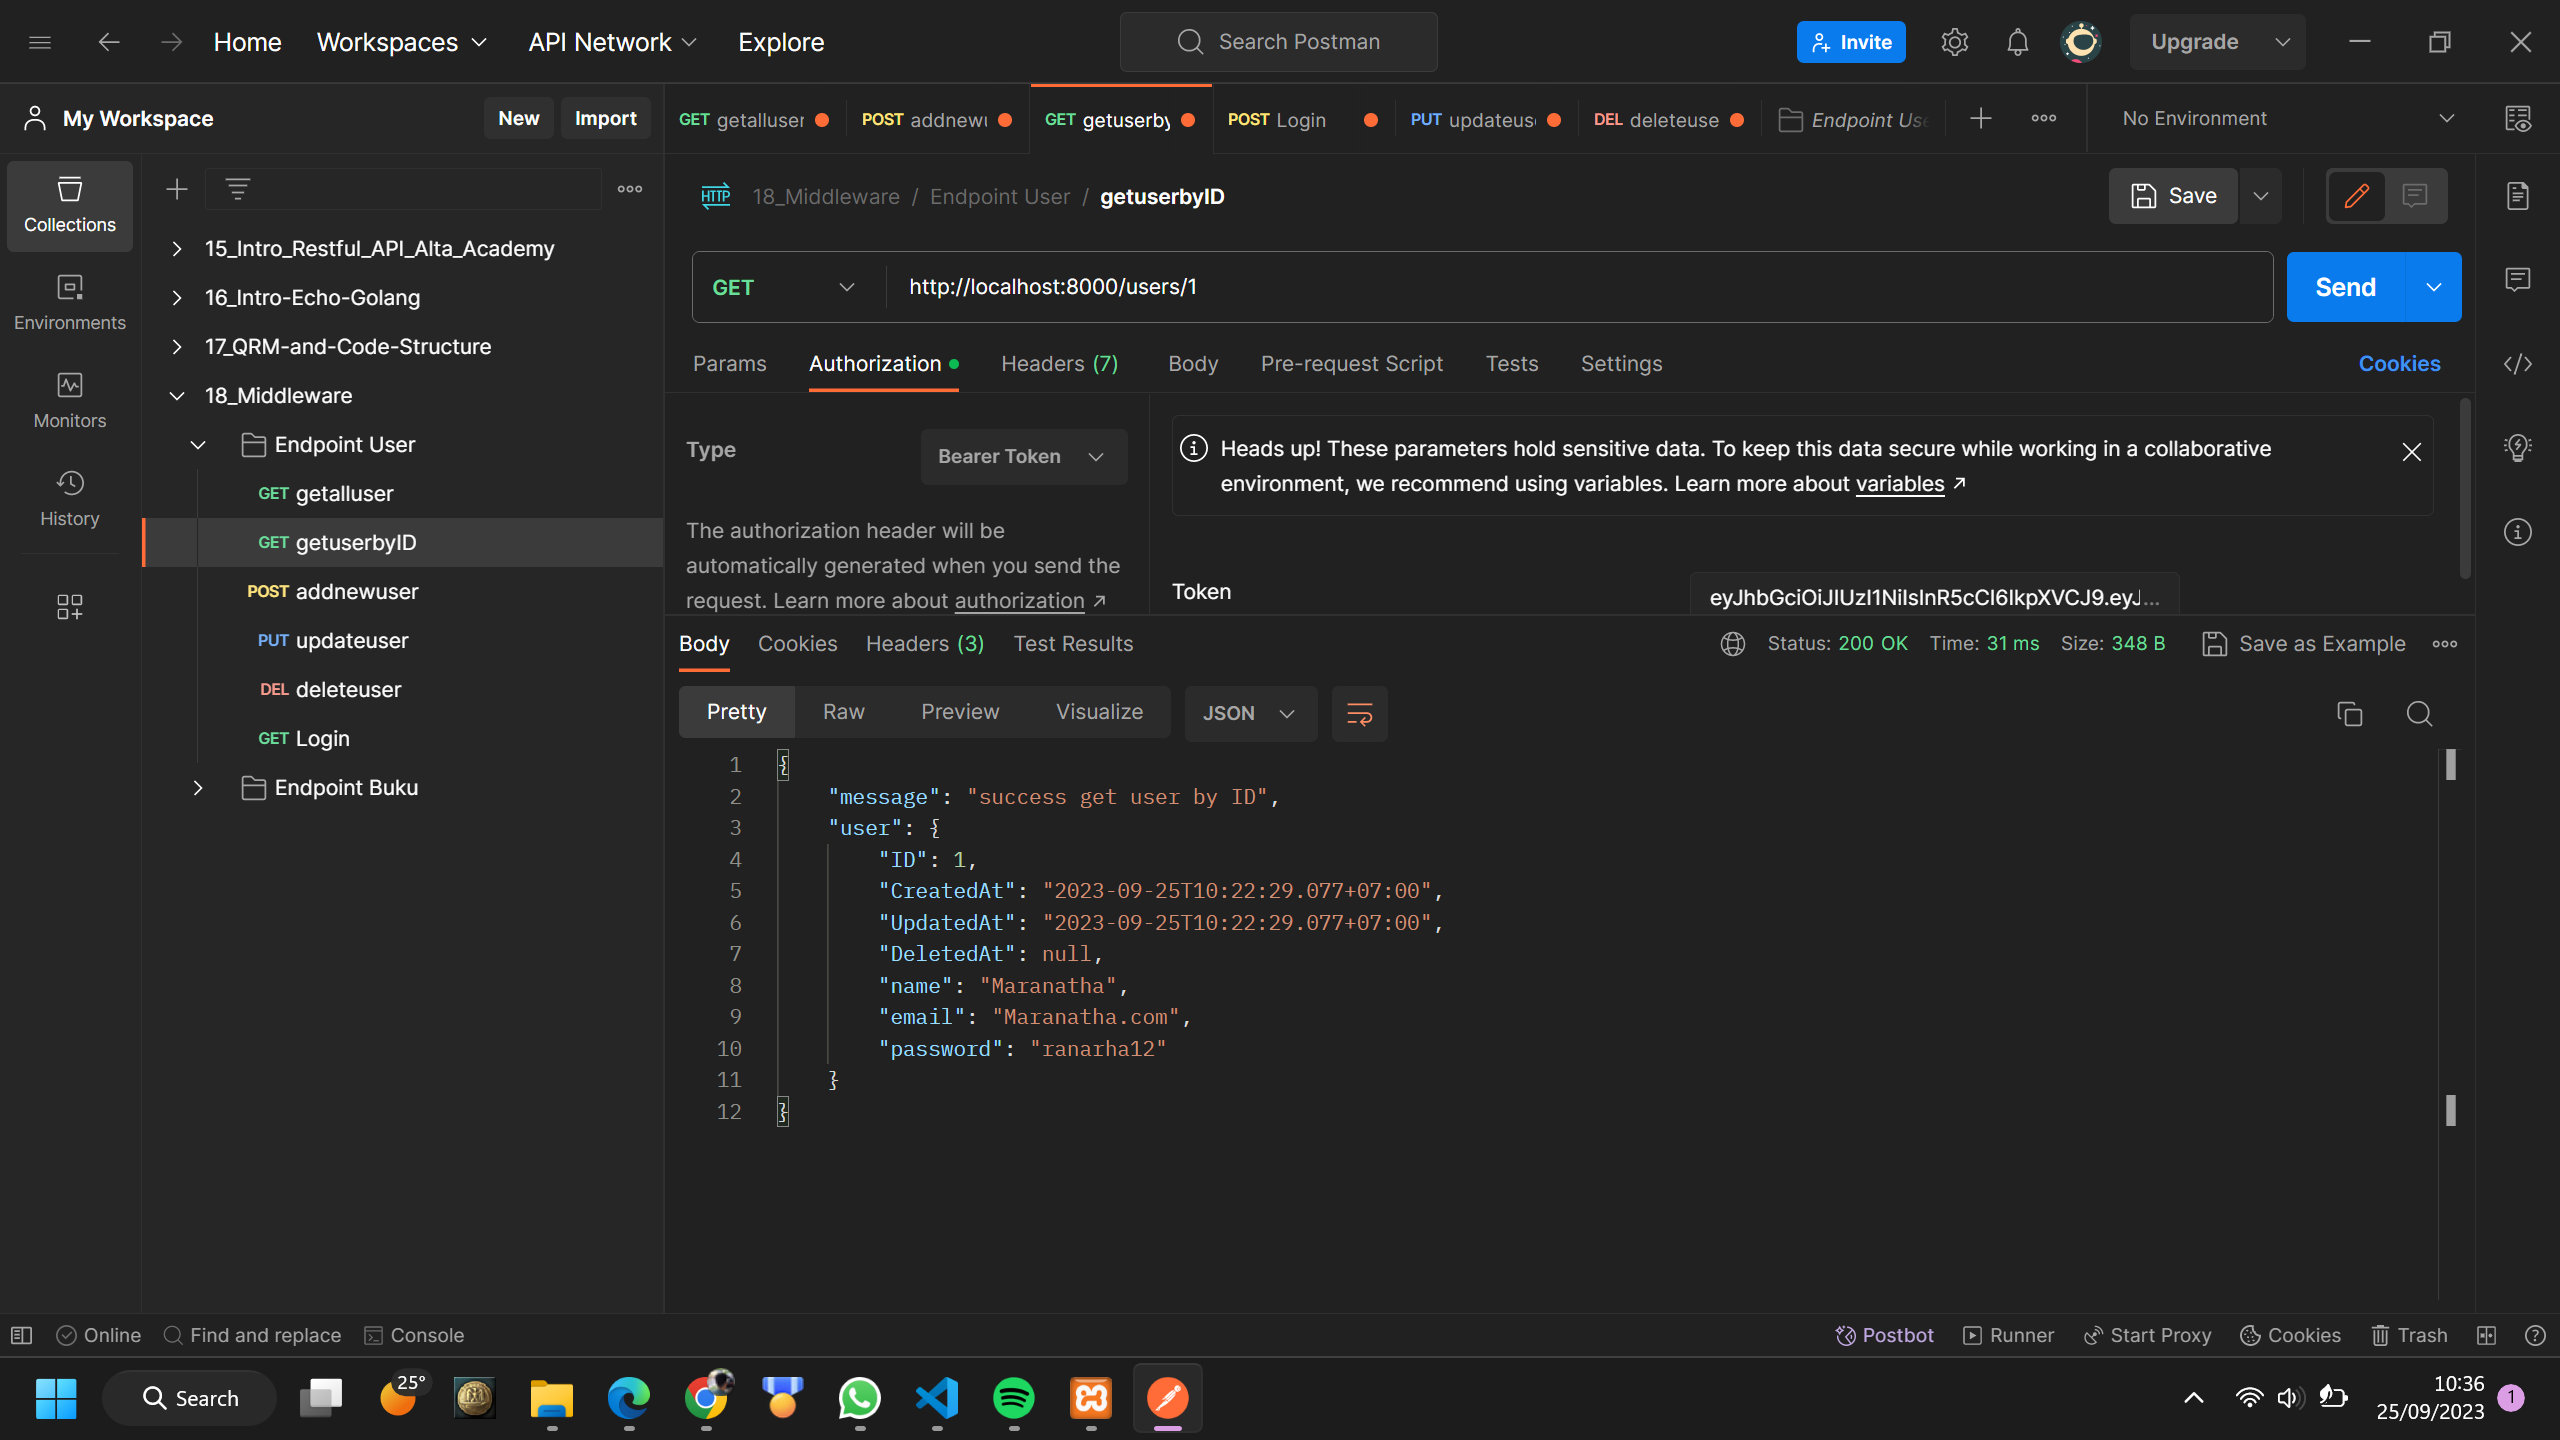 Home
Workspaces
API Network
Explore
Search Postman
Invite
Upgrade
My Workspace
New
Import
GET getalluser
POST addnewu
GET getuserby
POST Login
PUT updateus
DEL deleteuse
Endpoint Us
No Environment
Collections
Environments
Monitors
History
15_Intro_Restful_API_Alta_Academy
16_Intro-Echo-Golang
17_QRM-and-Code-Structure
18_Middleware
Endpoint User
GET getalluser
GET getuserbyID
POST addnewuser
PUT updateuser
DEL deleteuser
GET Login
Endpoint Buku
HTTP
18_Middleware / Endpoint User / getuserbyID
Save
GET
http://localhost:8000/users/1
Send
Params
Authorization
Headers (7)
Body
Pre-request Script
Tests
Settings
Cookies
Type
Bearer Token
The authorization header will be
automatically generated when you send the
request. Learn more about authorization ↗
Heads up! These parameters hold sensitive data. To keep this data secure while working in a collaborative
environment, we recommend using variables. Learn more about variables ↗
Token
Body
Cookies
Headers (3)
Test Results
Status: 200 OK
Time: 31 ms
Size: 348 B
Save as Example
Pretty
Raw
Preview
Visualize
JSON
1 {
2 "message": "success get user by ID",
3 "user": {
4 "ID": 1,
5 "CreatedAt": "2023-09-25T10:22:29.077+07:00",
6 "UpdatedAt": "2023-09-25T10:22:29.077+07:00",
7 "DeletedAt": null,
8 "name": "Maranatha",
9 "email": "Maranatha.com",
10 "password": "ranarha12"
11 }
12 }
Online
Find and replace
Console
Postbot
Runner
Start Proxy
Cookies
Trash
Search
25°
10:36
25/09/2023
1